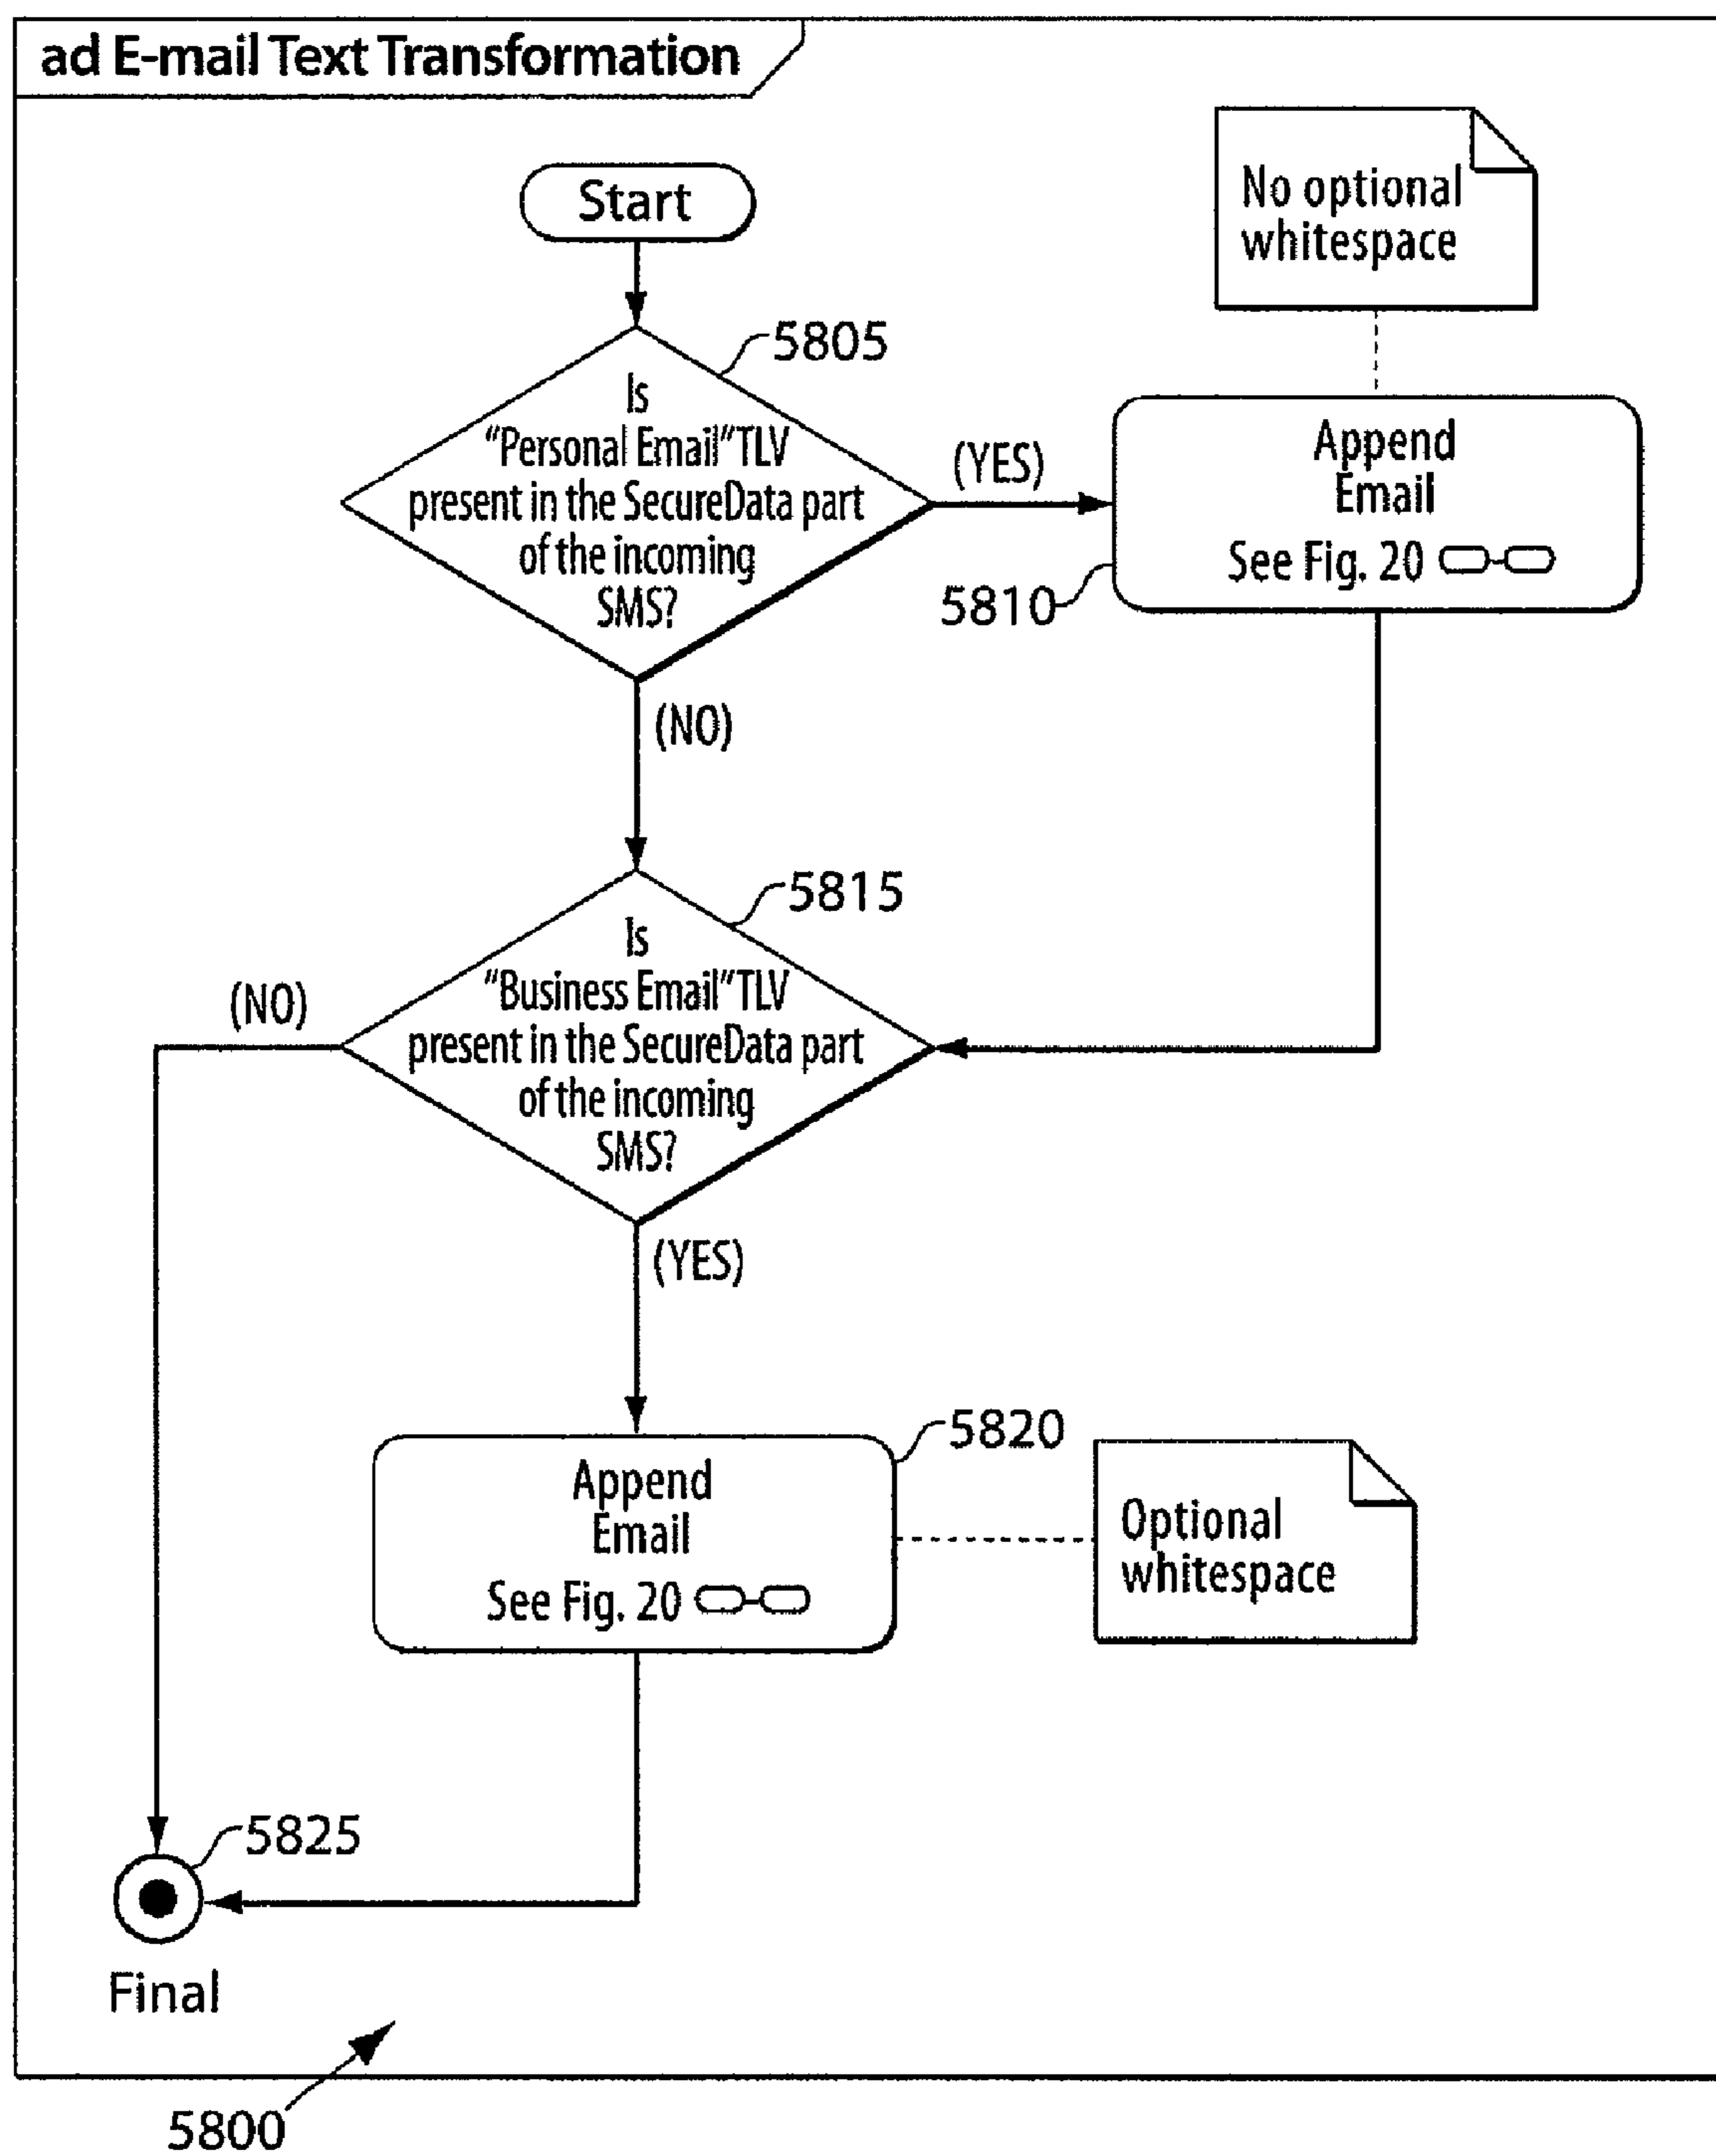 ad E-mail Text Transformation
Start
No optional
whitespace
5805
Is
"Personal Email" TLV
present in the SecureData part
of the incoming
SMS?
(YES)
Append
Email
See Fig. 20
5810
(NO)
5815
Is
"Business Email" TLV
present in the SecureData part
of the incoming
SMS?
(NO)
(YES)
5820
Append
Email
See Fig. 20
Optional
whitespace
5825
Final
5800